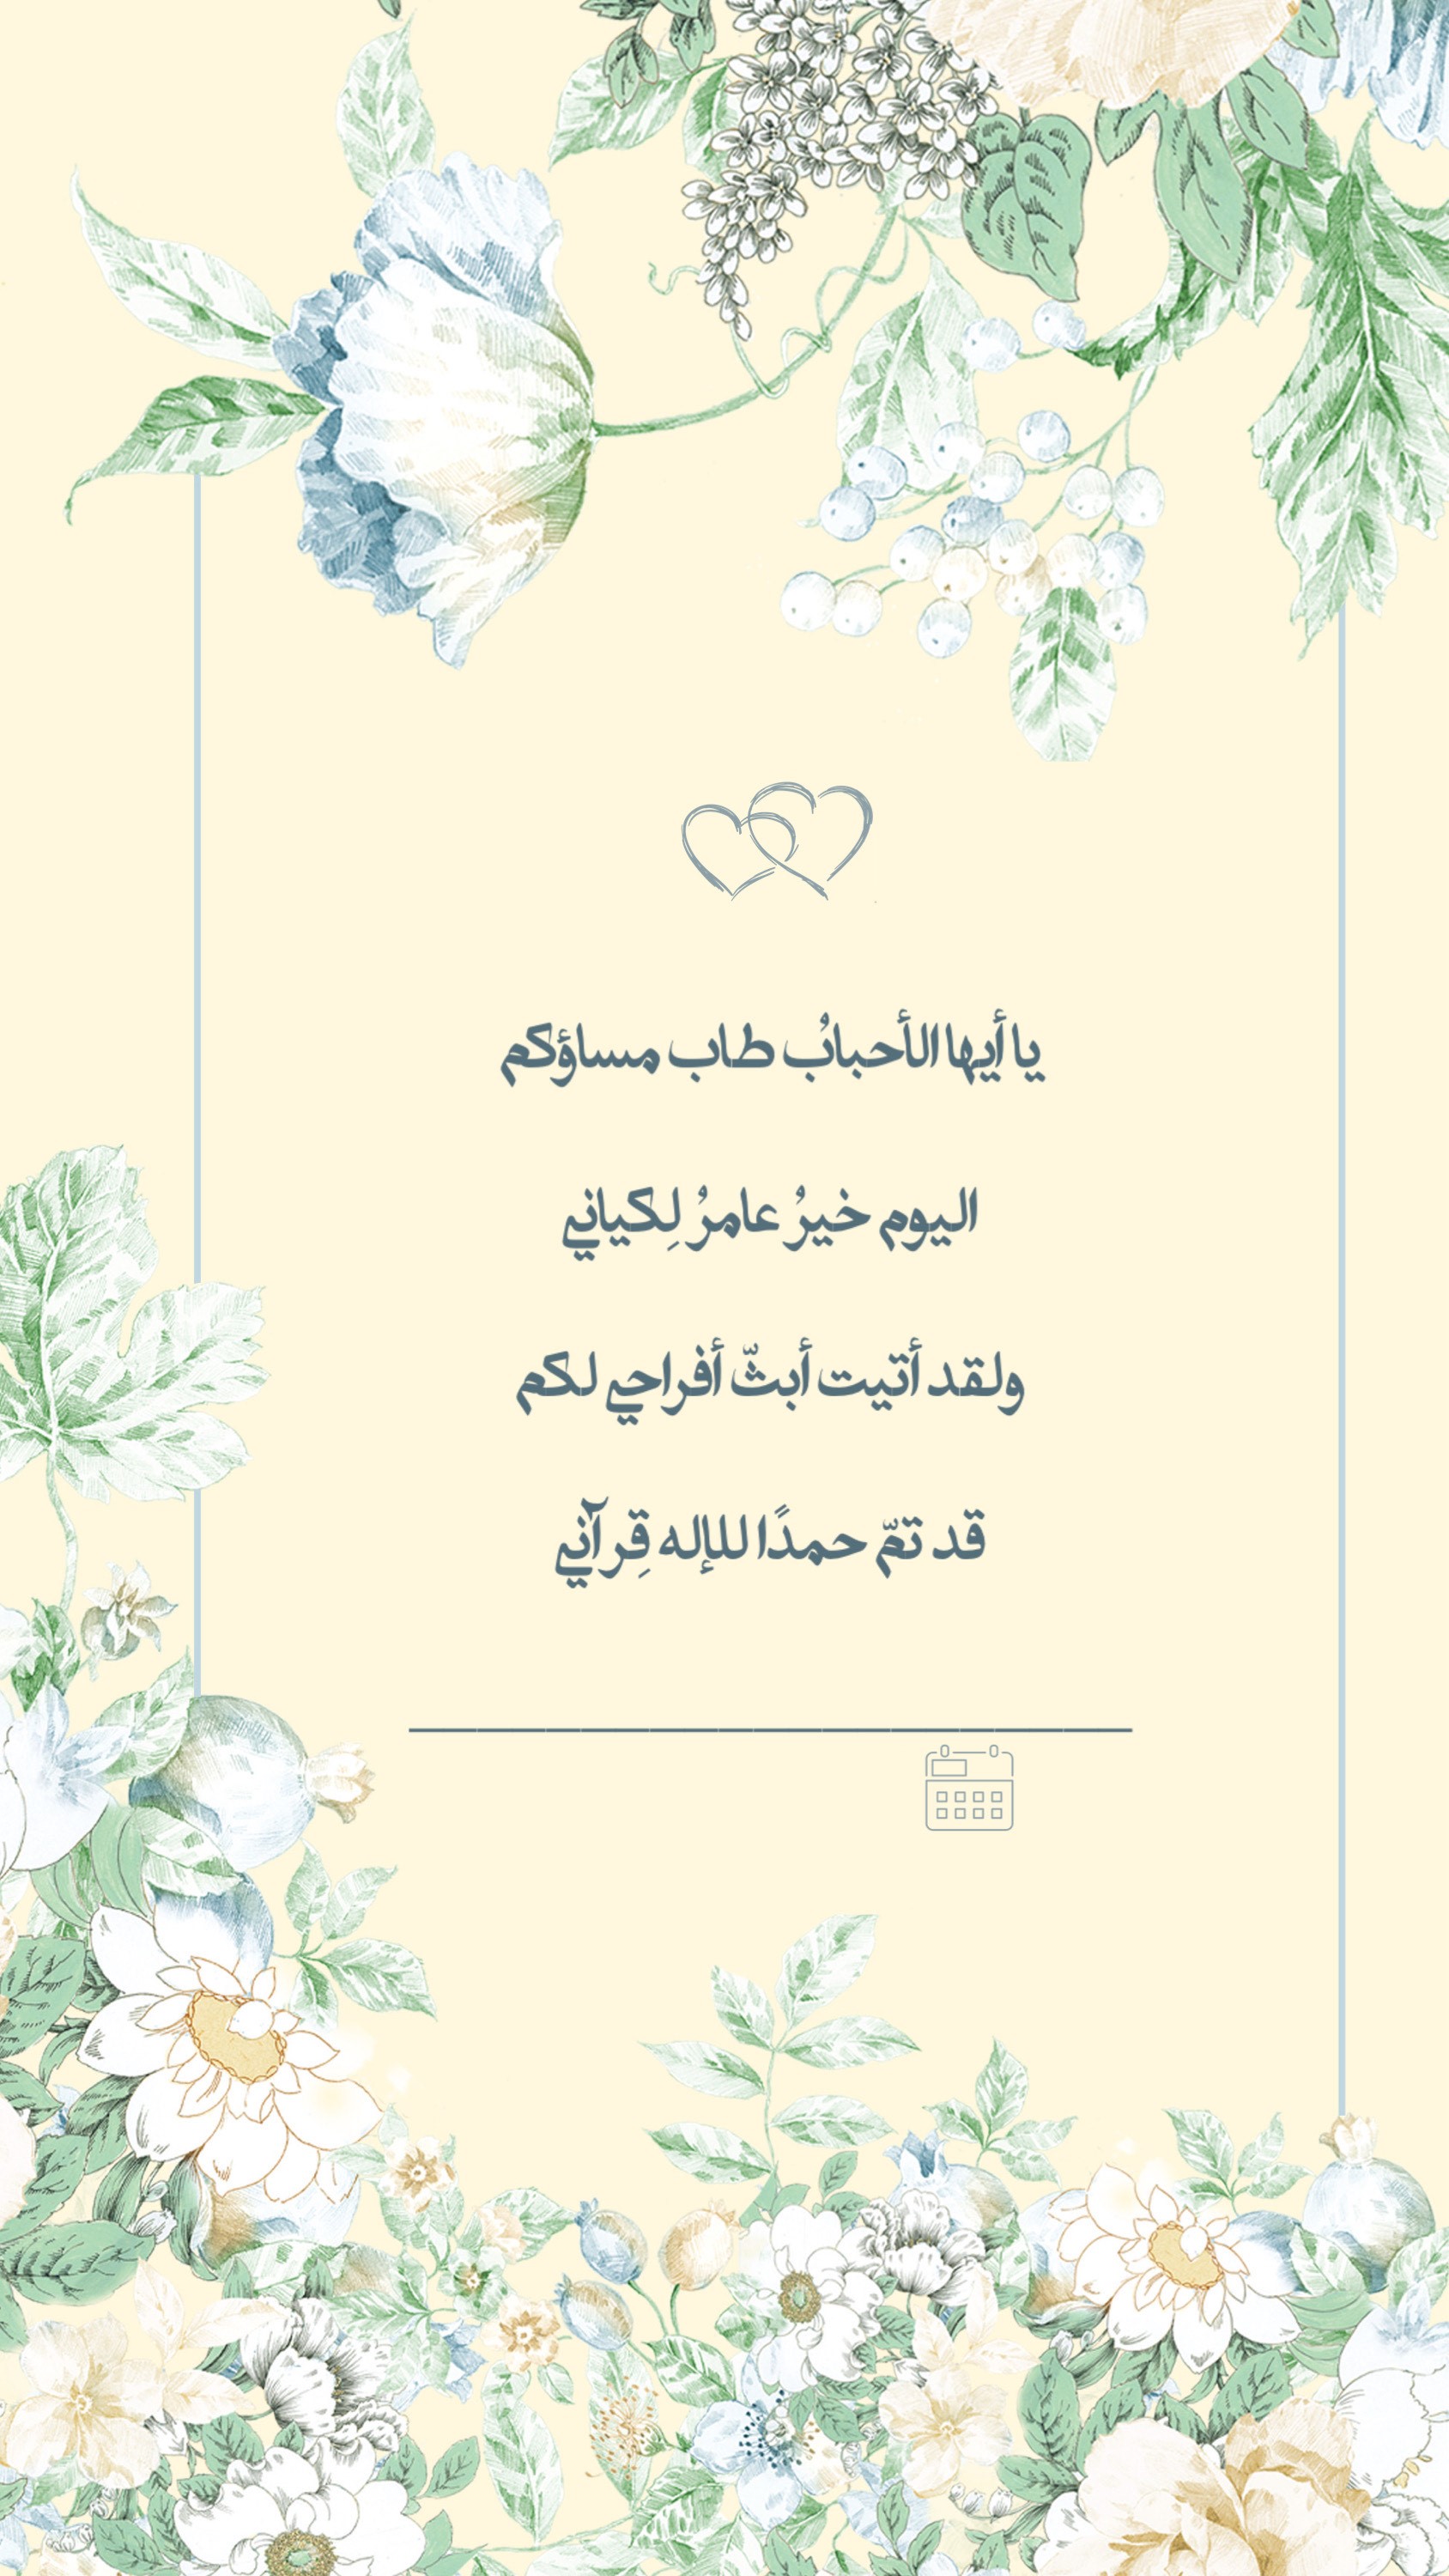 يا أيها الأحبابُ طاب مساؤكم
اليوم خيرُ عامرُ لِكياني
ولقد أتيت أبثّ أفراحي لكم
قد تمّ حمدًا للإله قِرآني